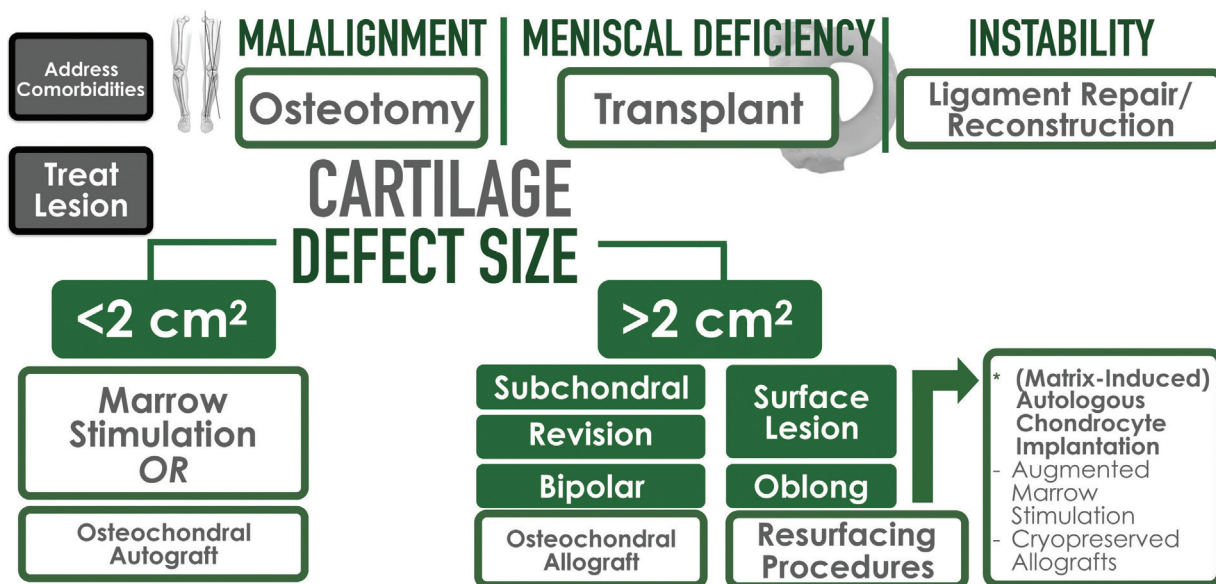 Address
Comorbidities
MALALIGNMENT
Osteotomy
MENISCAL DEFICIENCY
Transplant
INSTABILITY
Ligament Repair/
Reconstruction
Treat
Lesion
CARTILAGE
DEFECT SIZE
<2 cm²
Marrow
Stimulation
OR
Osteochondral
Autograft
>2 cm²
Subchondral
Revision
Bipolar
Osteochondral
Allograft
Surface
Lesion
Oblong
Resurfacing
Procedures
* (Matrix-Induced)
Autologous
Chondrocyte
Implantation
- Augmented
Marrow
Stimulation
- Cryopreserved
Allografts